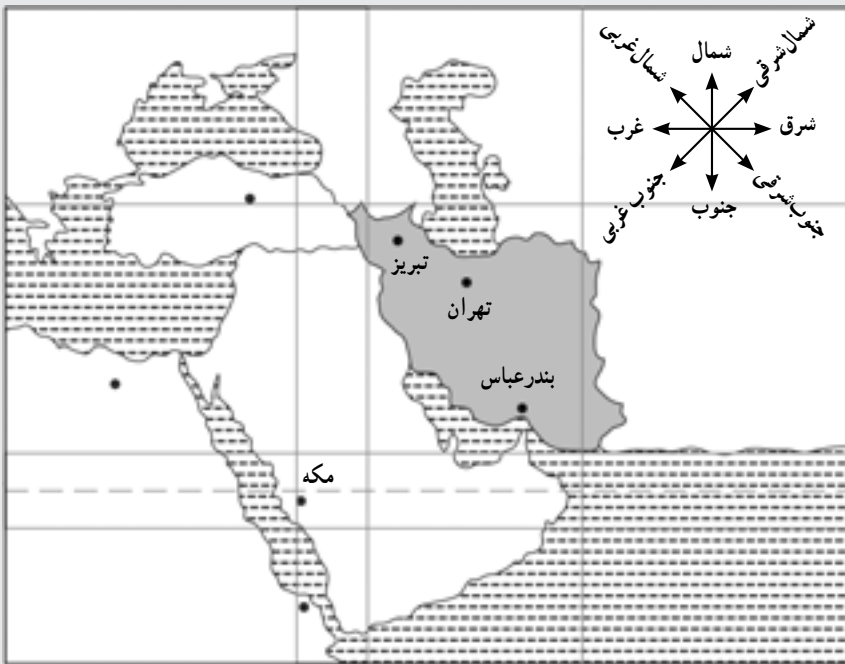 شمال
شمال شرقی
شمال غربی
شرق
غرب
جنوب شرقی
جنوب غربی
جنوب
تبریز
تهران
بندرعباس
مکه